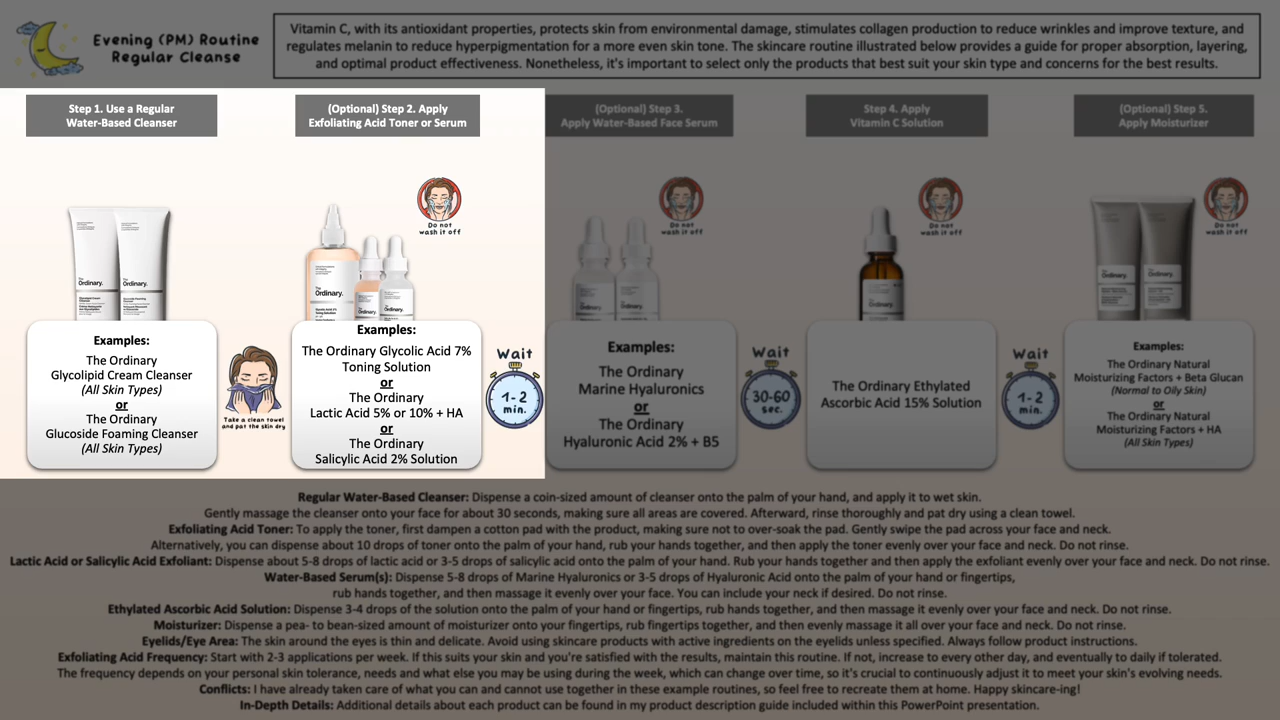 Evening (PM) Routine
Regular Cleanse
Vitamin C, with its antioxidant properties, protects skin from environmental damage, stimulates collagen production to reduce wrinkles and improve texture, and
regulates melanin to reduce hyperpigmentation for a more even skin tone. The skincare routine illustrated below provides a guide for proper absorption, layering,
and optimal product effectiveness. Nonetheless, it's important to select only the products that best suit your skin type and concerns for the best results.
Step 1. Use a Regular
Water-Based Cleanser
(Optional) Step 2. Apply
Exfoliating Acid Toner or Serum
(Optional) Step 3.
Apply Water-Based Face Serum
Step 4. Apply
Vitamin C Solution
(Optional) Step 5.
Apply Moisturizer
Do not
wash it off
Do not
wash it off
Do not
wash it off
Do not
wash it off
The
Ordinary.
The
Ordinary.
The
Ordinary.
The
Ordinary.
The
Ordinary.
The
Ordinary.
The
Ordinary.
The
Ordinary.
The
Ordinary.
The
Ordinary.
Examples:
The Ordinary
Glycolipid Cream Cleanser
(All Skin Types)
or
The Ordinary
Glucoside Foaming Cleanser
(All Skin Types)
Take a clean towel
and pat the skin dry
Examples:
The Ordinary Glycolic Acid 7%
Toning Solution
or
The Ordinary
Lactic Acid 5% or 10% + HA
or
The Ordinary
Salicylic Acid 2% Solution
Wait
1-2
min.
Examples:
The Ordinary
Marine Hyaluronics
or
The Ordinary
Hyaluronic Acid 2% + B5
Wait
30-60
sec.
The Ordinary Ethylated
Ascorbic Acid 15% Solution
Wait
1-2
min.
Examples:
The Ordinary Natural
Moisturizing Factors + Beta Glucan
(Normal to Oily Skin)
or
The Ordinary Natural
Moisturizing Factors + HA
(All Skin Types)
Regular Water-Based Cleanser: Dispense a coin-sized amount of cleanser onto the palm of your hand, and apply it to wet skin.
Gently massage the cleanser onto your face for about 30 seconds, making sure all areas are covered. Afterward, rinse thoroughly and pat dry using a clean towel.
Exfoliating Acid Toner: To apply the toner, first dampen a cotton pad with the product, making sure not to over-soak the pad. Gently swipe the pad across your face and neck.
Alternatively, you can dispense about 10 drops of toner onto the palm of your hand, rub your hands together, and then apply the toner evenly over your face and neck. Do not rinse.
Lactic Acid or Salicylic Acid Exfoliant: Dispense about 5-8 drops of lactic acid or 3-5 drops of salicylic acid onto the palm of your hand. Rub your hands together and then apply the exfoliant evenly over your face and neck. Do not rinse.
Water-Based Serum(s): Dispense 5-8 drops of Marine Hyaluronics or 3-5 drops of Hyaluronic Acid onto the palm of your hand or fingertips,
rub hands together, and then massage it evenly over your face. You can include your neck if desired. Do not rinse.
Ethylated Ascorbic Acid Solution: Dispense 3-4 drops of the solution onto the palm of your hand or fingertips, rub hands together, and then massage it evenly over your face and neck. Do not rinse.
Moisturizer: Dispense a pea- to bean-sized amount of moisturizer onto your fingertips, rub fingertips together, and then evenly massage it all over your face and neck. Do not rinse.
Eyelids/Eye Area: The skin around the eyes is thin and delicate. Avoid using skincare products with active ingredients on the eyelids unless specified. Always follow product instructions.
Exfoliating Acid Frequency: Start with 2-3 applications per week. If this suits your skin and you're satisfied with the results, maintain this routine. If not, increase to every other day, and eventually to daily if tolerated.
The frequency depends on your personal skin tolerance, needs and what else you may be using during the week, which can change over time, so it's crucial to continuously adjust it to meet your skin's evolving needs.
Conflicts: I have already taken care of what you can and cannot use together in these example routines, so feel free to recreate them at home. Happy skincare-ing!
In-Depth Details: Additional details about each product can be found in my product description guide included within this PowerPoint presentation.